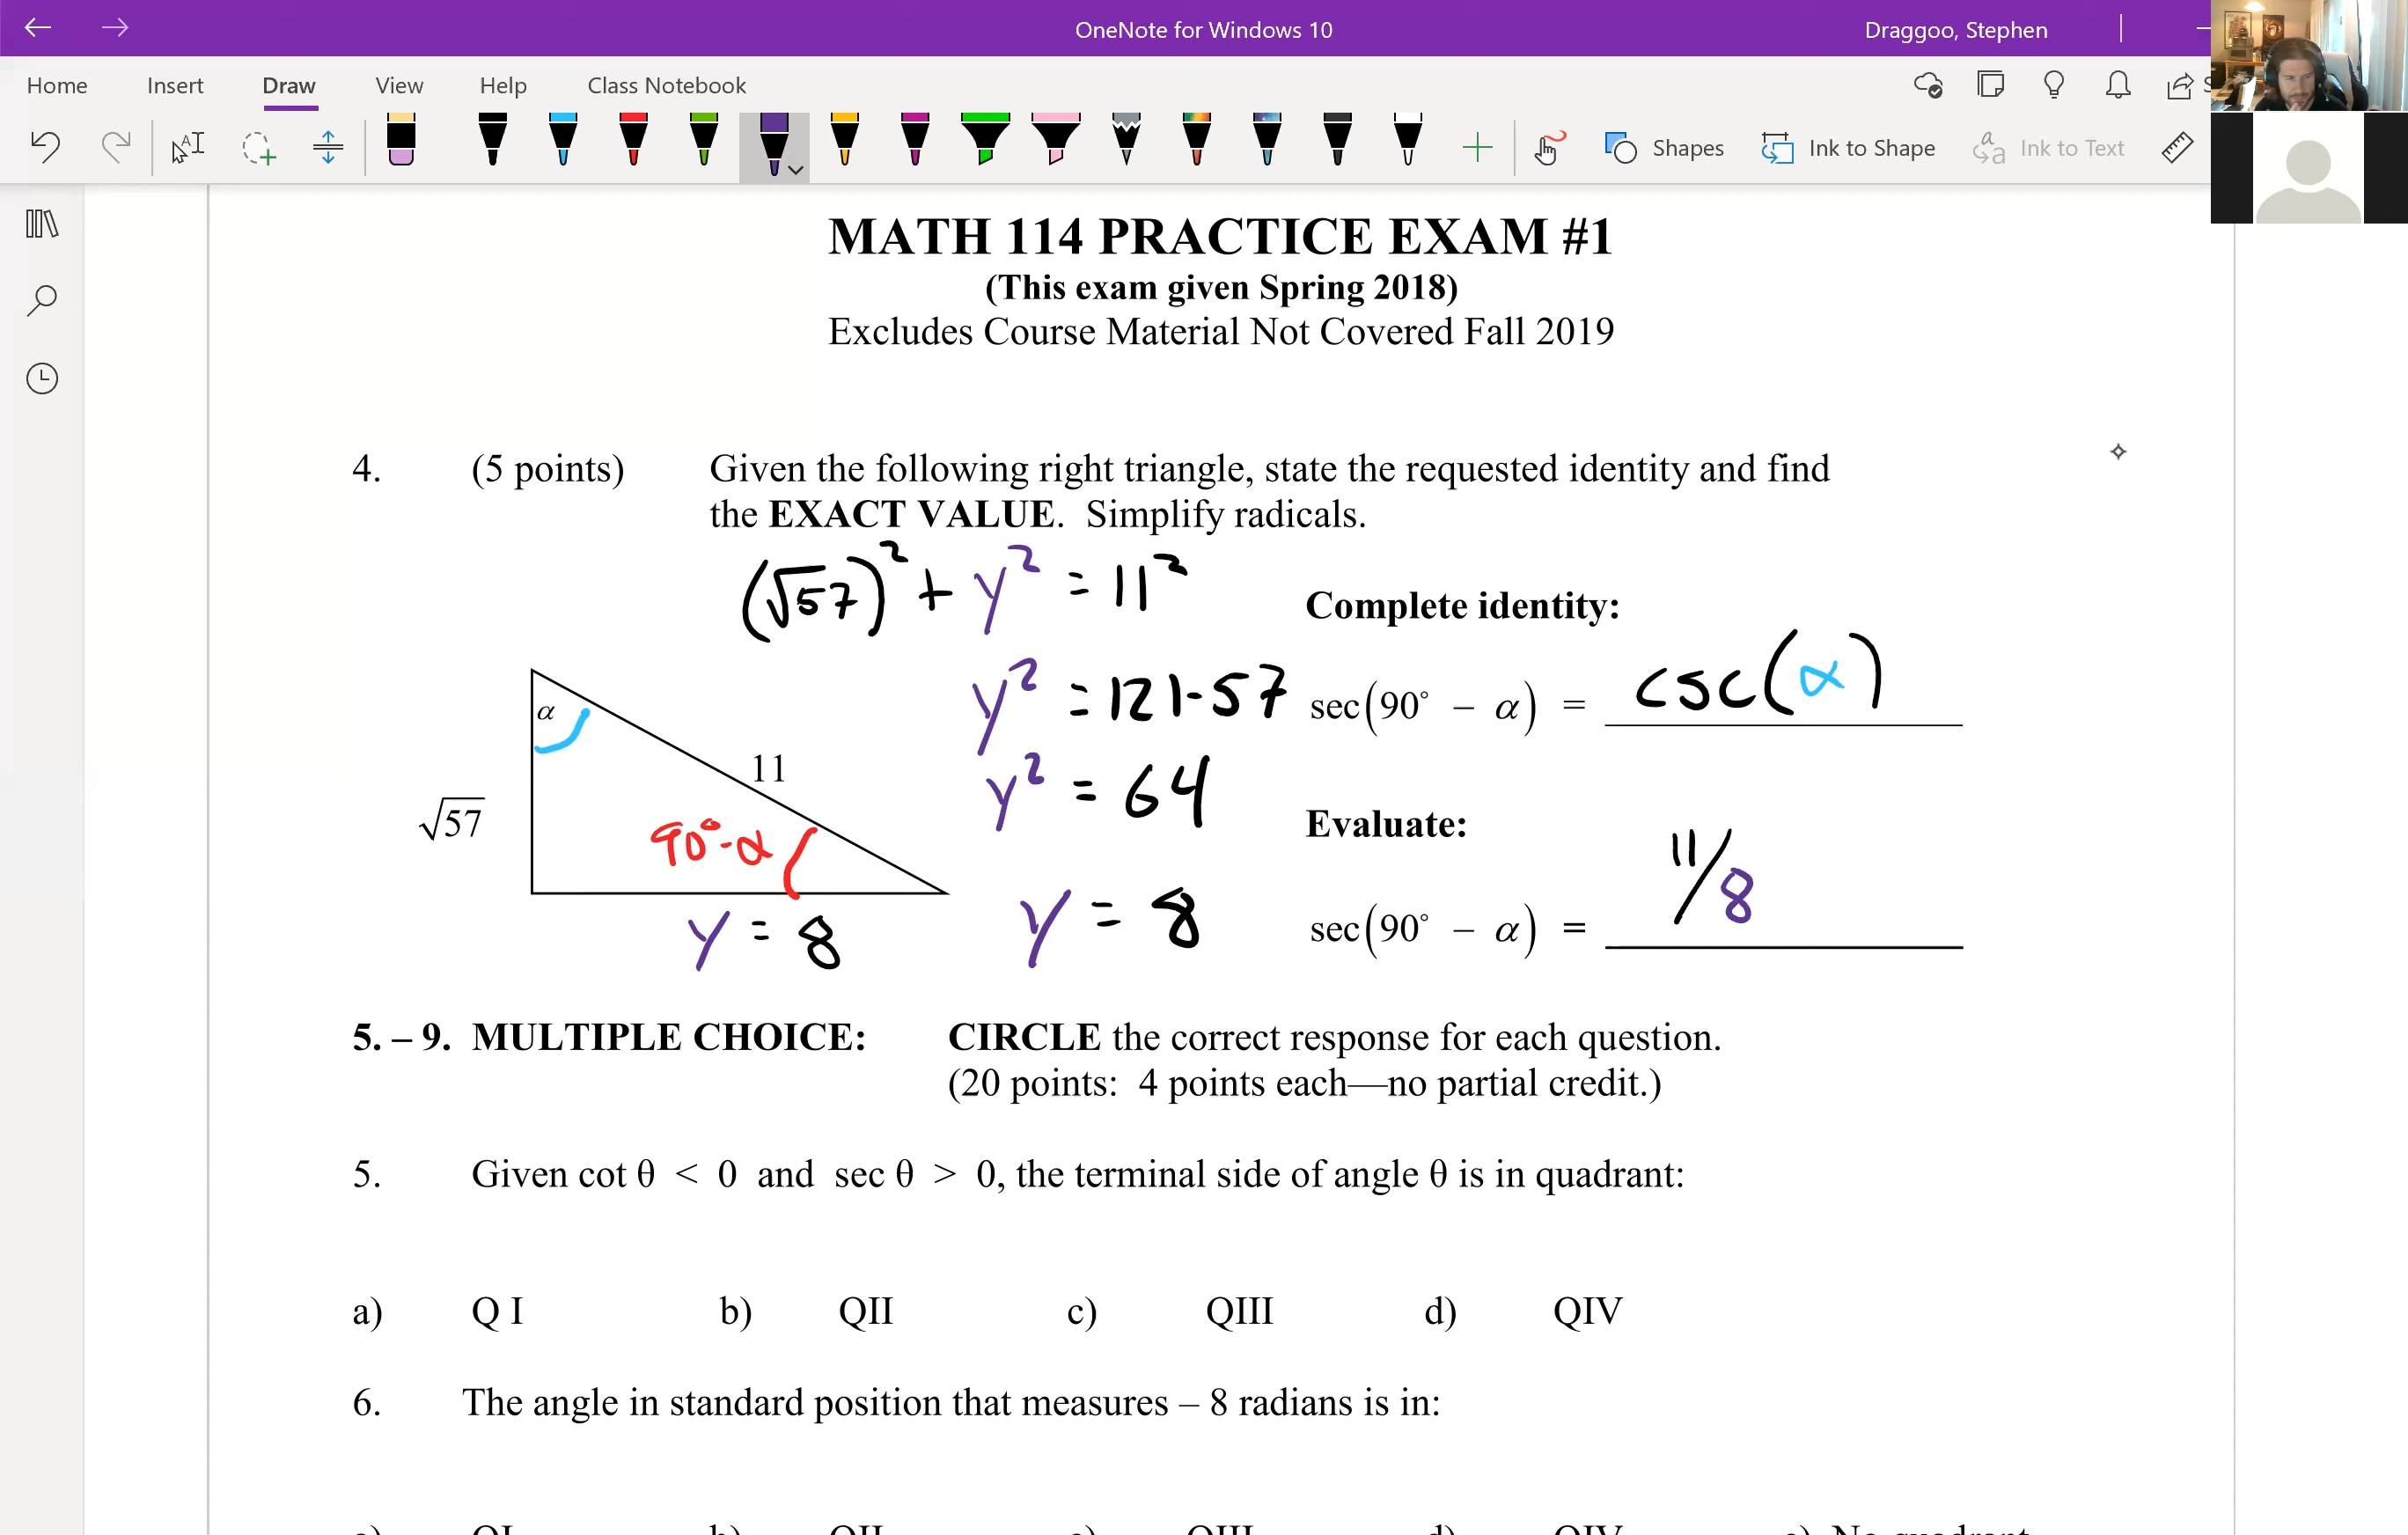 OneNote for Windows 10
Draggoo, Stephen
Home Insert Draw View Help Class Notebook
Shapes Ink to Shape Ink to Text
MATH 114 PRACTICE EXAM #1
(This exam given Spring 2018)
Excludes Course Material Not Covered Fall 2019
4. (5 points) Given the following right triangle, state the requested identity and find
the EXACT VALUE. Simplify radicals.
(√57)² + y² = 11²
Complete identity:
y² = 121-57
sec(90° – α) = csc(α)
α
11
y² = 64
√57
90°-α
Evaluate:
y = 8
y = 8
sec(90° – α) = 11/8
5. – 9. MULTIPLE CHOICE: CIRCLE the correct response for each question.
(20 points: 4 points each—no partial credit.)
5. Given cot θ < 0 and sec θ > 0, the terminal side of angle θ is in quadrant:
a) Q I b) QII c) QIII d) QIV
6. The angle in standard position that measures – 8 radians is in: